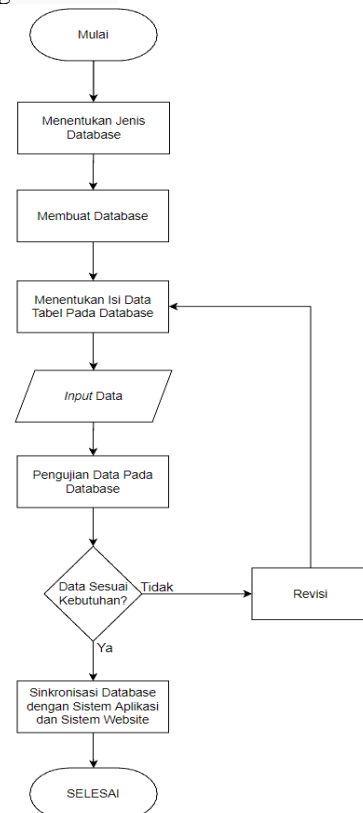 Mulai
Menentukan Jenis
Database
Membuat Database
Menentukan Isi Data
Tabel Pada Database
Input Data
Pengujian Data Pada
Database
Data Sesuai
Kebutuhan?
Tidak
Revisi
Ya
Sinkronisasi Database
dengan Sistem Aplikasi
dan Sistem Website
SELESAI